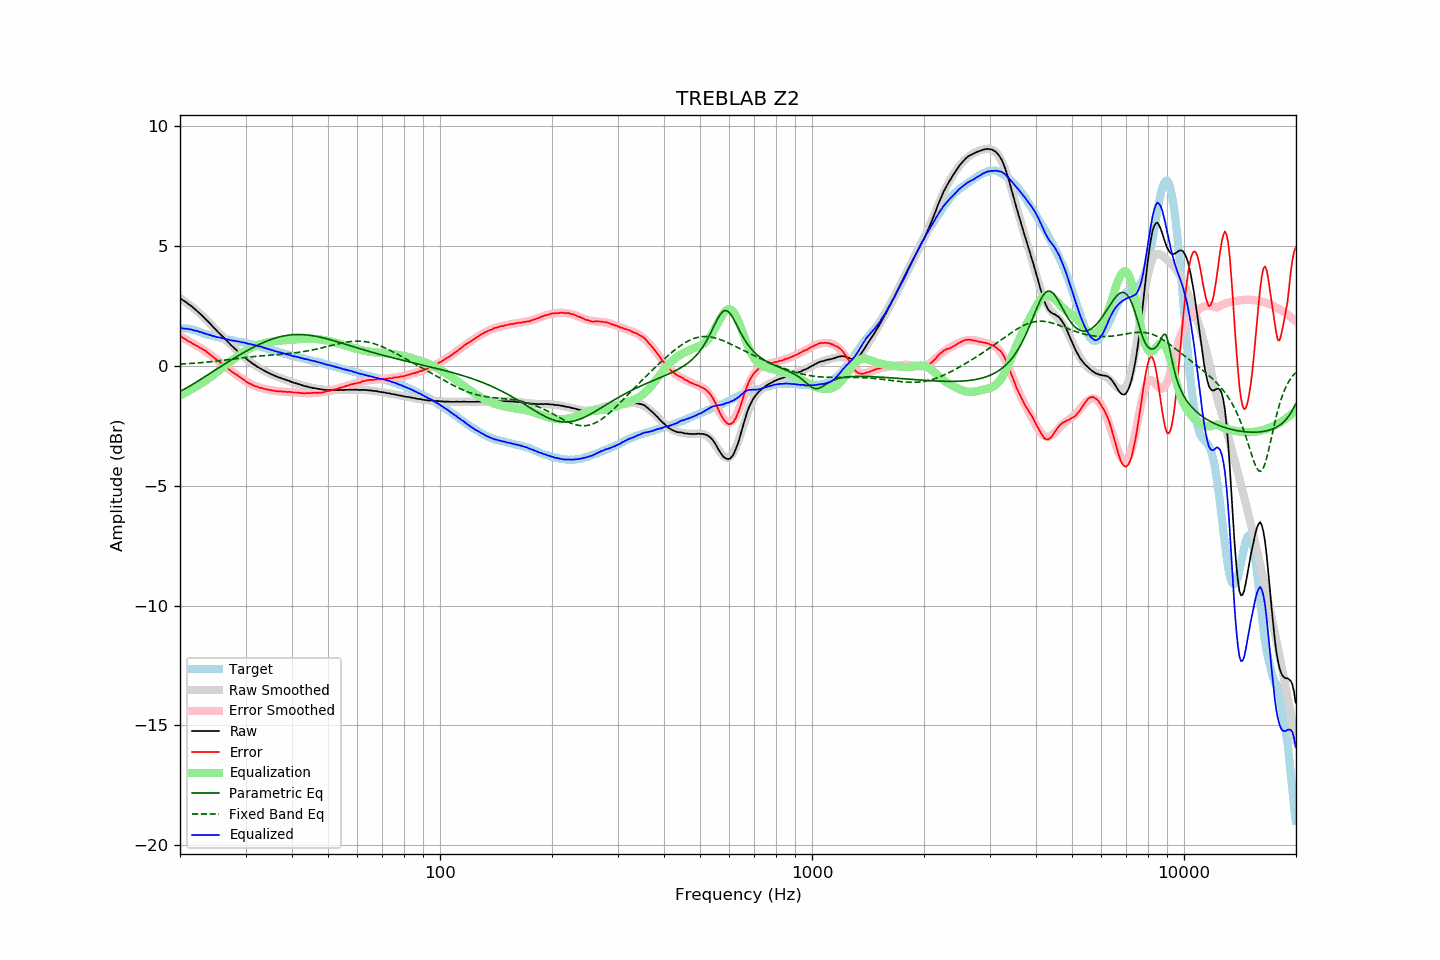 TREBLAB Z2
10
5
0
−5
−10
−15
−20
Amplitude (dBr)
100
1000
10000
Frequency (Hz)
Target
Raw Smoothed
Error Smoothed
Raw
Error
Equalization
Parametric Eq
Fixed Band Eq
Equalized